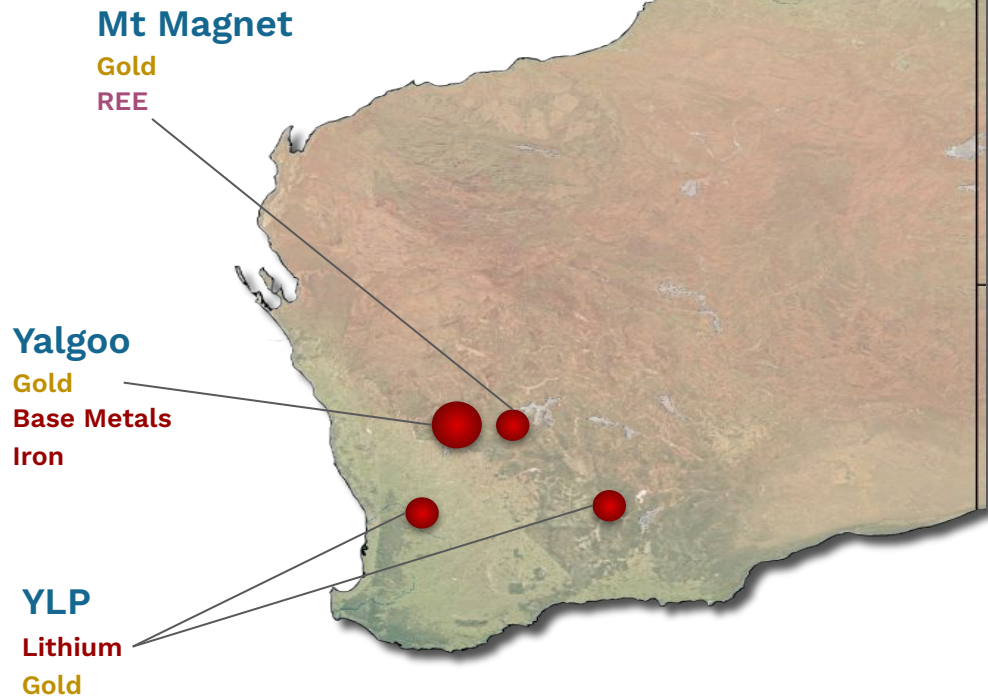 Mt Magnet
Gold
REE
Yalgoo
Gold
Base Metals
Iron
YLP
Lithium
Gold